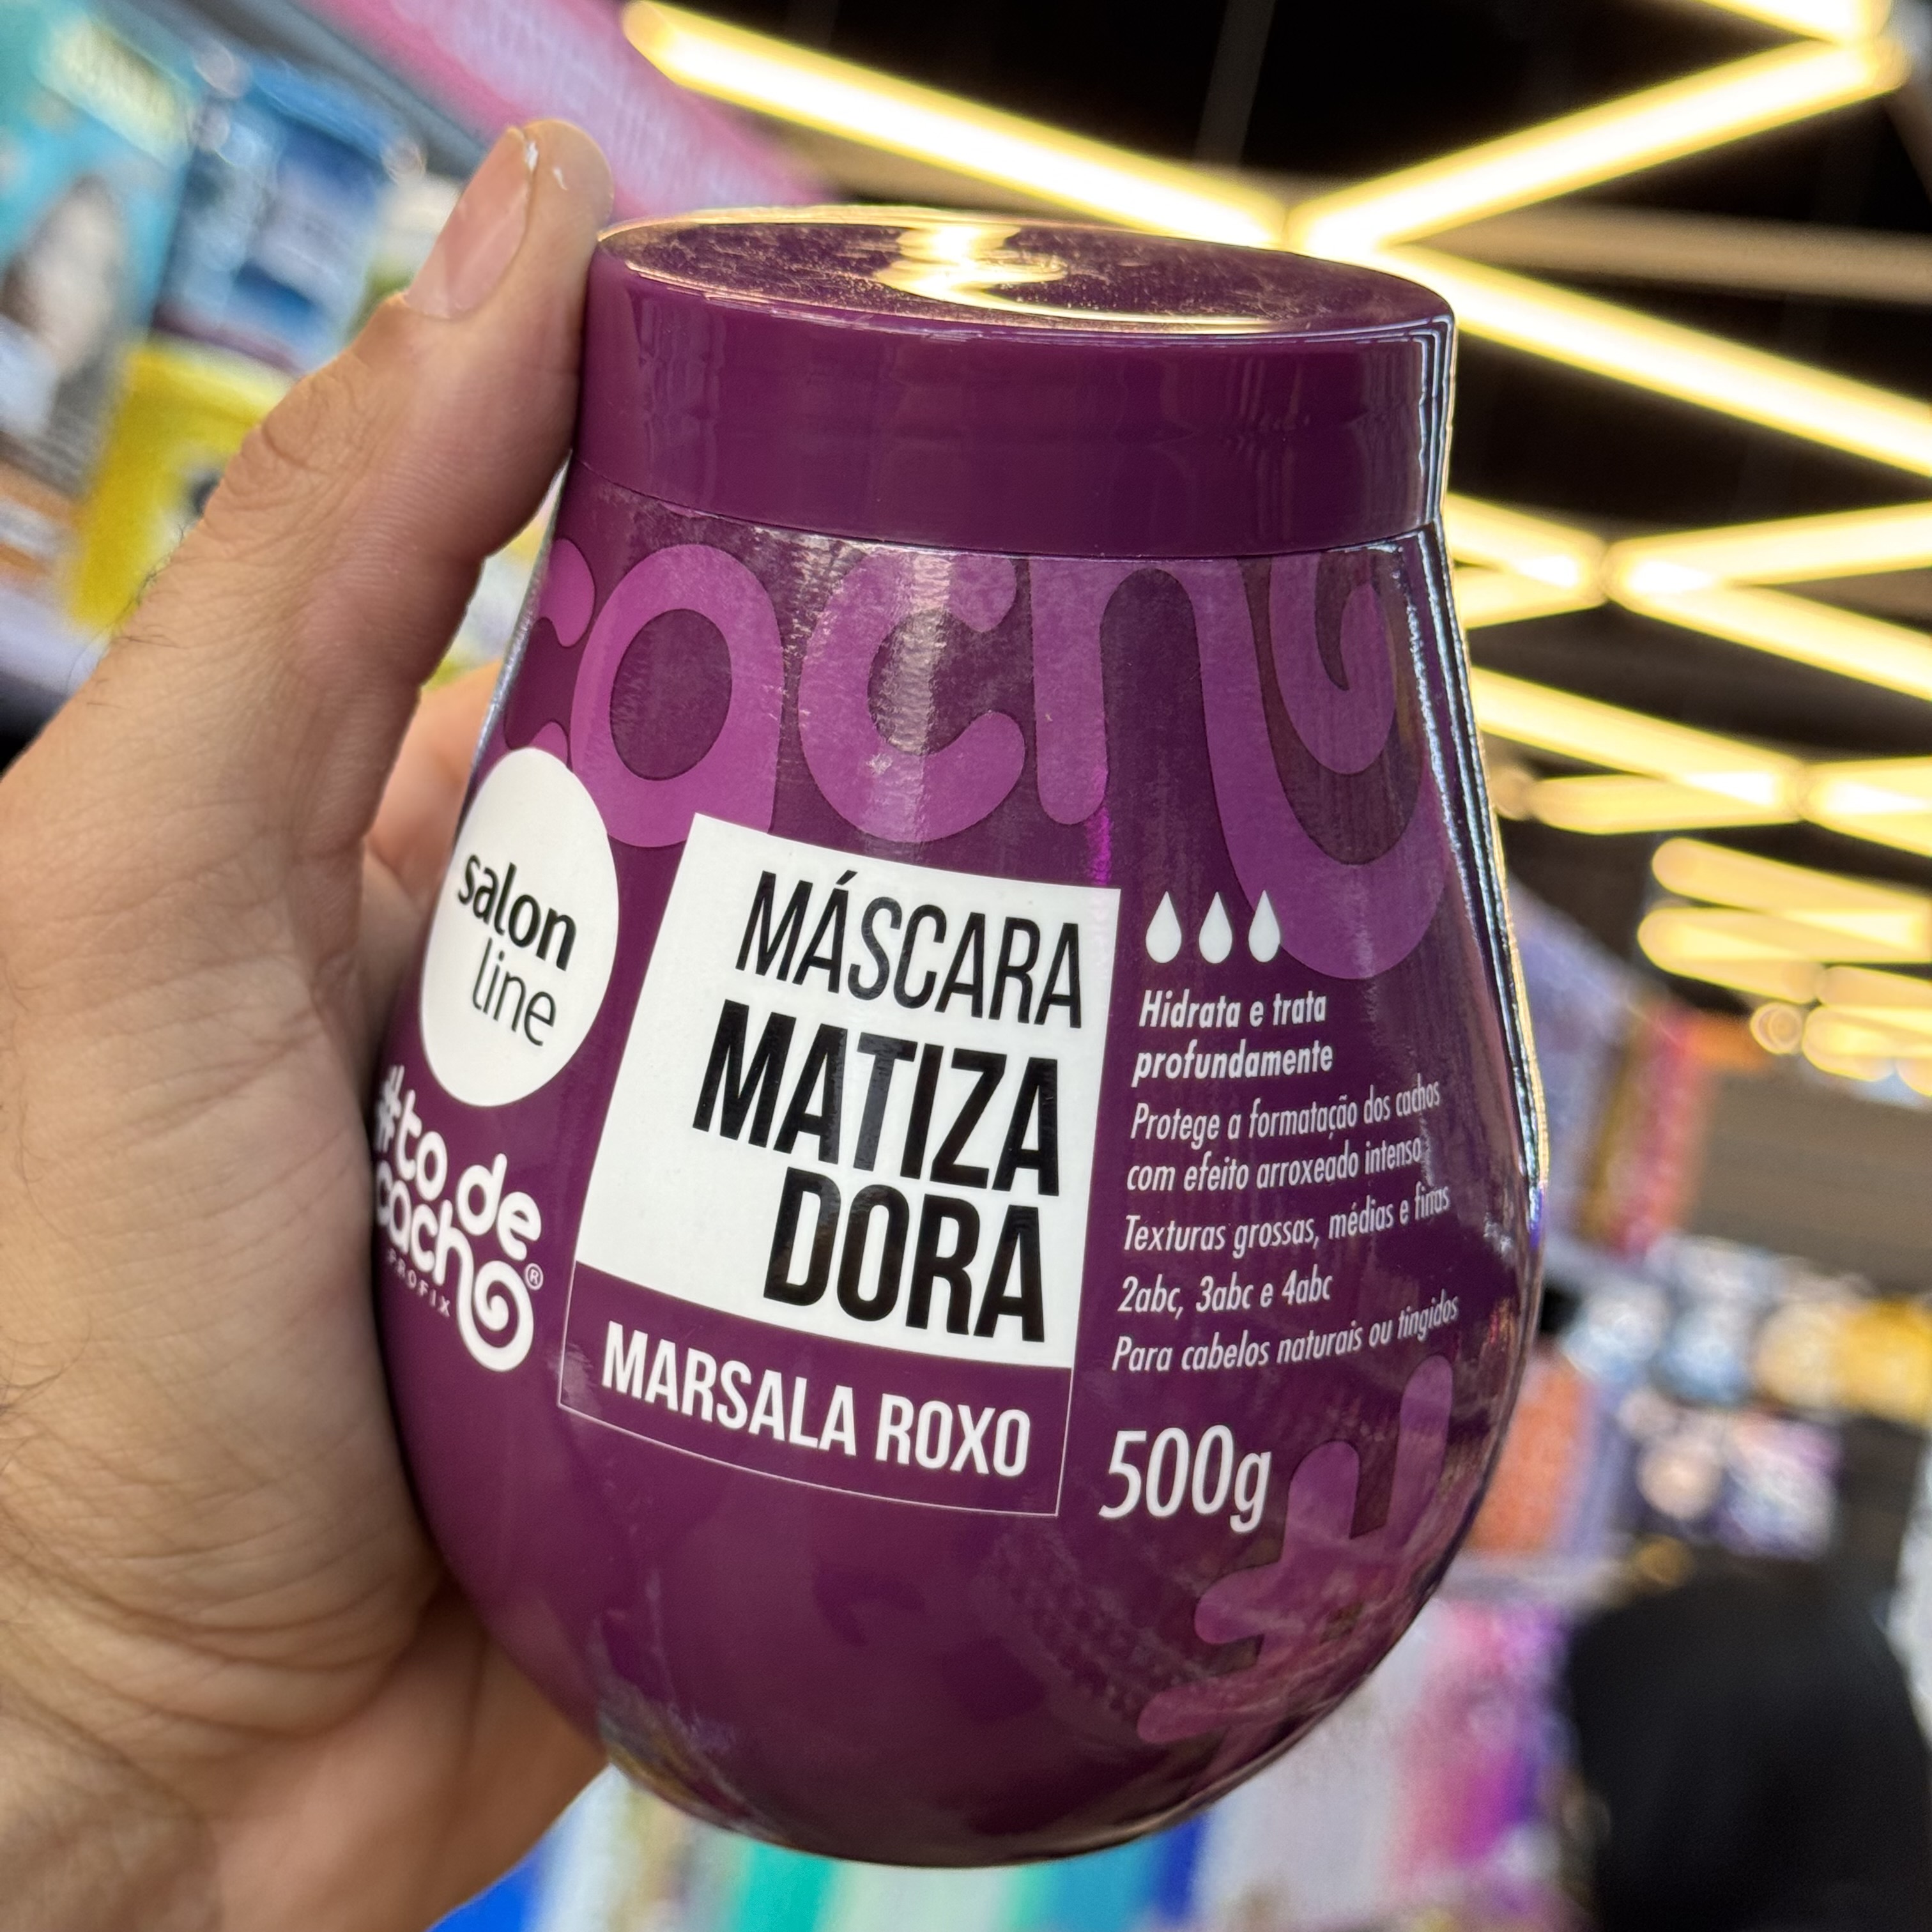 cacho
salon
line
#to de
cacho®
PROFIX
MÁSCARA
MATIZA
DORA
MARSALA ROXO
Hidrata e trata
profundamente
Protege a formatação dos cachos
com efeito arroxeado intenso
Texturas grossas, médias e finas
2abc, 3abc e 4abc
Para cabelos naturais ou tingidos
500g
#